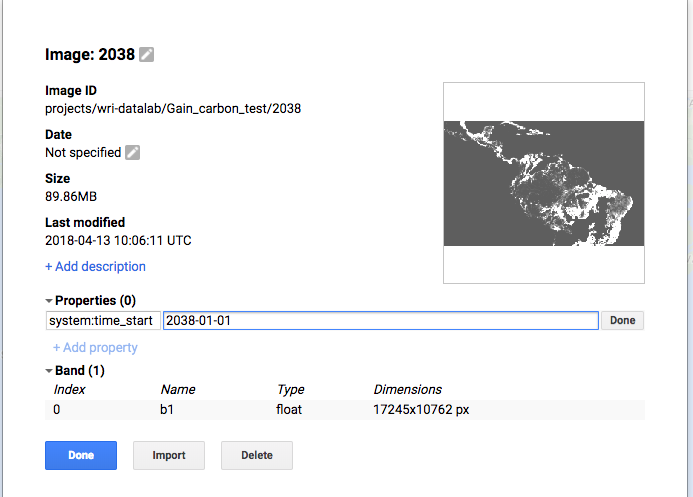 Image: 2038
Image ID
projects/wri-datalab/Gain_carbon_test/2038
Date
Not specified
Size
89.86MB
Last modified
2018-04-13 10:06:11 UTC
+ Add description
Properties (0)
system:time_start 2038-01-01 Done
+ Add property
Band (1)
Index Name Type Dimensions
0 b1 float 17245x10762 px
Done Import Delete